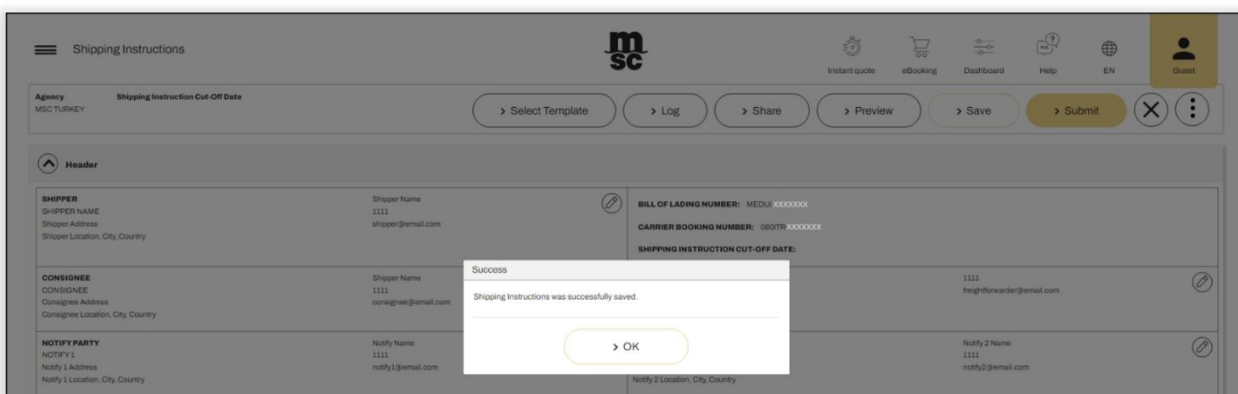 Shipping Instructions
msc
Instant quote
eBooking
Dashboard
Help
EN
Guest
Agency
Shipping Instruction Cut-Off Date
MSC TURKEY
Select Template
Log
Share
Preview
Save
Submit
Header
SHIPPER
SHIPPER NAME
Shipper Address
Shipper Location, City, Country
Shipper Name
1111
shipper@email.com
BILL OF LADING NUMBER: MEDUI XXXXXXX
CARRIER BOOKING NUMBER: 080ITR XXXXXXX
SHIPPING INSTRUCTION CUT-OFF DATE:
CONSIGNEE
CONSIGNEE
Consignee Address
Consignee Location, City, Country
Shipper Name
1111
consignee@email.com
1111
freightforwarder@email.com
Success
Shipping Instructions was successfully saved.
OK
NOTIFY PARTY
NOTIFY 1
Notify 1 Address
Notify 1 Location, City, Country
Notify Name
1111
notify1@email.com
Notify 2 Location, City, Country
Notify 2 Name
1111
notify2@email.com